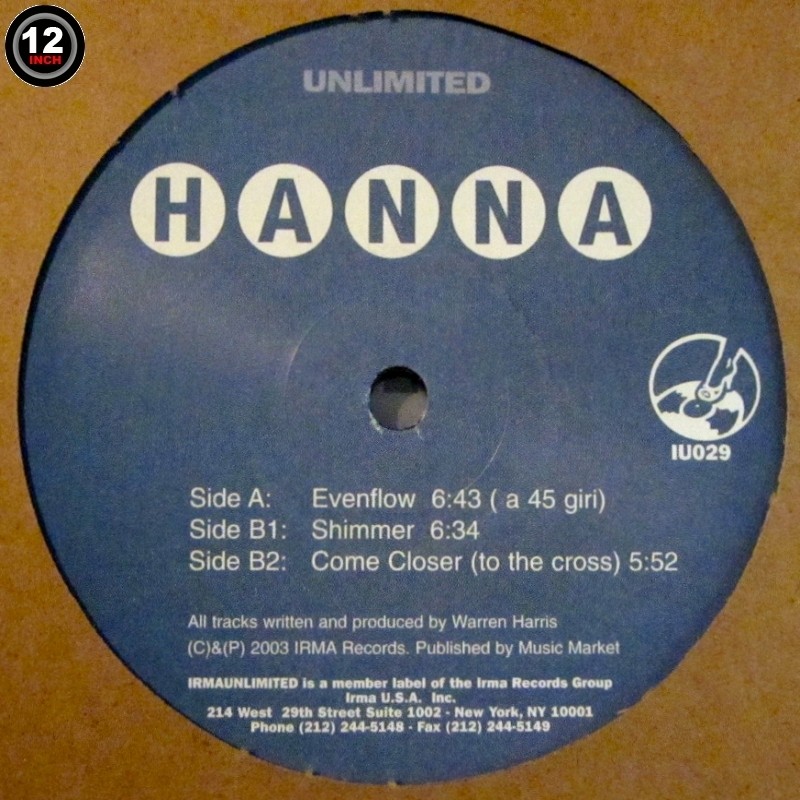 12
INCH
UNLIMITED
HANNA
IU029
Side A: Evenflow 6:43 ( a 45 giri)
Side B1: Shimmer 6:34
Side B2: Come Closer (to the cross) 5:52
All tracks written and produced by Warren Harris
(C)&(P) 2003 IRMA Records. Published by Music Market
IRMAUNLIMITED is a member label of the Irma Records Group
Irma U.S.A. Inc.
214 West 29th Street Suite 1002 - New York, NY 10001
Phone (212) 244-5148 - Fax (212) 244-5149